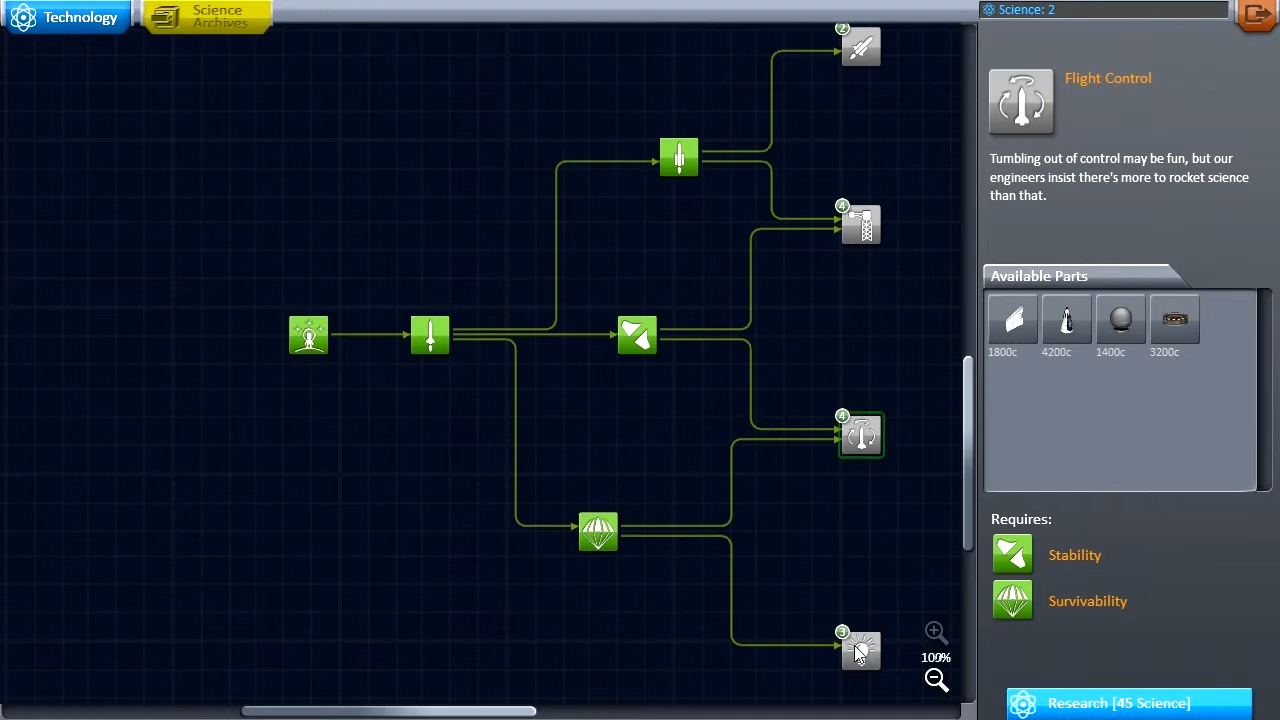 Technology
Science
Archives
Science: 2
2
4
4
3
100%
Flight Control
Tumbling out of control may be fun, but our
engineers insist there's more to rocket science
than that.
Available Parts
1800c 4200c 1400c 3200c
Requires:
Stability
Survivability
Research [45 Science]